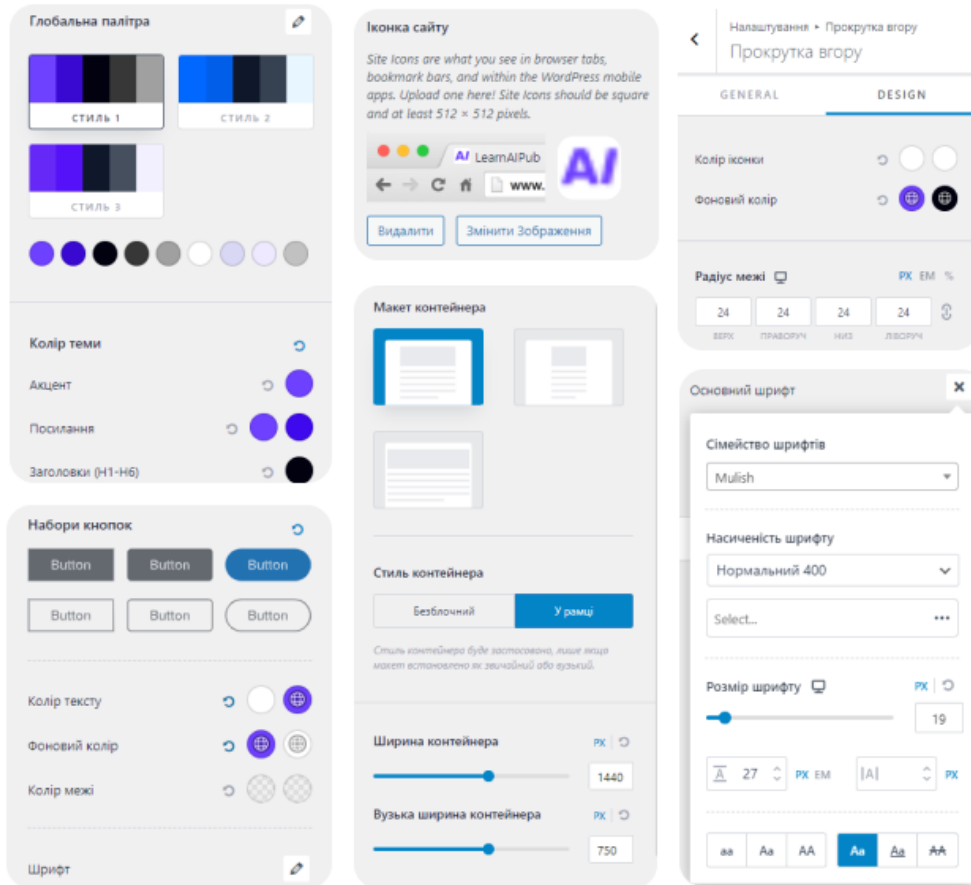 Глобальна палітра
СТИЛЬ 1
СТИЛЬ 2
СТИЛЬ 3
Колір теми
Акцент
Посилання
Заголовки (H1-H6)
Набори кнопок
Button
Button
Button
Button
Button
Button
Колір тексту
Фоновий колір
Колір межі
Шрифт
Іконка сайту
Site Icons are what you see in browser tabs,
bookmark bars, and within the WordPress mobile
apps. Upload one here! Site Icons should be square
and at least 512 × 512 pixels.
AI LearnAIPub
www.
AI
Видалити
Змінити Зображення
Макет контейнера
Стиль контейнера
Безблочний
У рамці
Стиль контейнера буде застосовано, лише якщо
макет встановлено як звичайний або вузький.
Ширина контейнера
PX
1440
Вузька ширина контейнера
PX
750
Налаштування ▸ Прокрутка вгору
Прокрутка вгору
GENERAL
DESIGN
Колір іконки
Фоновий колір
Радіус межі
PX EM %
24 24 24 24
ВЕРХ ПРАВОРУЧ НИЗ ЛІВОРУЧ
Основний шрифт
Сімейство шрифтів
Mulish
Насиченість шрифту
Нормальний 400
Select...
Розмір шрифту
PX
19
A 27 PX EM |A| PX
aa Aa AA Aa Aa AA